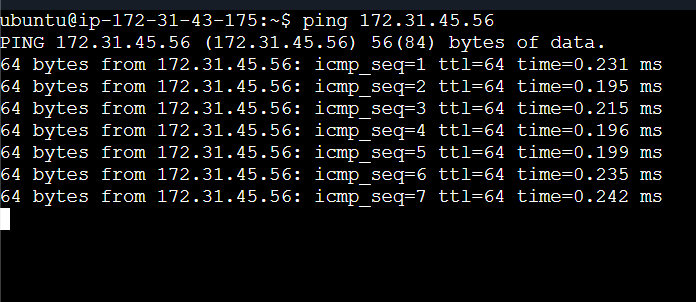 ubuntu@ip-172-31-43-175:~$ ping 172.31.45.56
PING 172.31.45.56 (172.31.45.56) 56(84) bytes of data.
64 bytes from 172.31.45.56: icmp_seq=1 ttl=64 time=0.231 ms
64 bytes from 172.31.45.56: icmp_seq=2 ttl=64 time=0.195 ms
64 bytes from 172.31.45.56: icmp_seq=3 ttl=64 time=0.215 ms
64 bytes from 172.31.45.56: icmp_seq=4 ttl=64 time=0.196 ms
64 bytes from 172.31.45.56: icmp_seq=5 ttl=64 time=0.199 ms
64 bytes from 172.31.45.56: icmp_seq=6 ttl=64 time=0.235 ms
64 bytes from 172.31.45.56: icmp_seq=7 ttl=64 time=0.242 ms